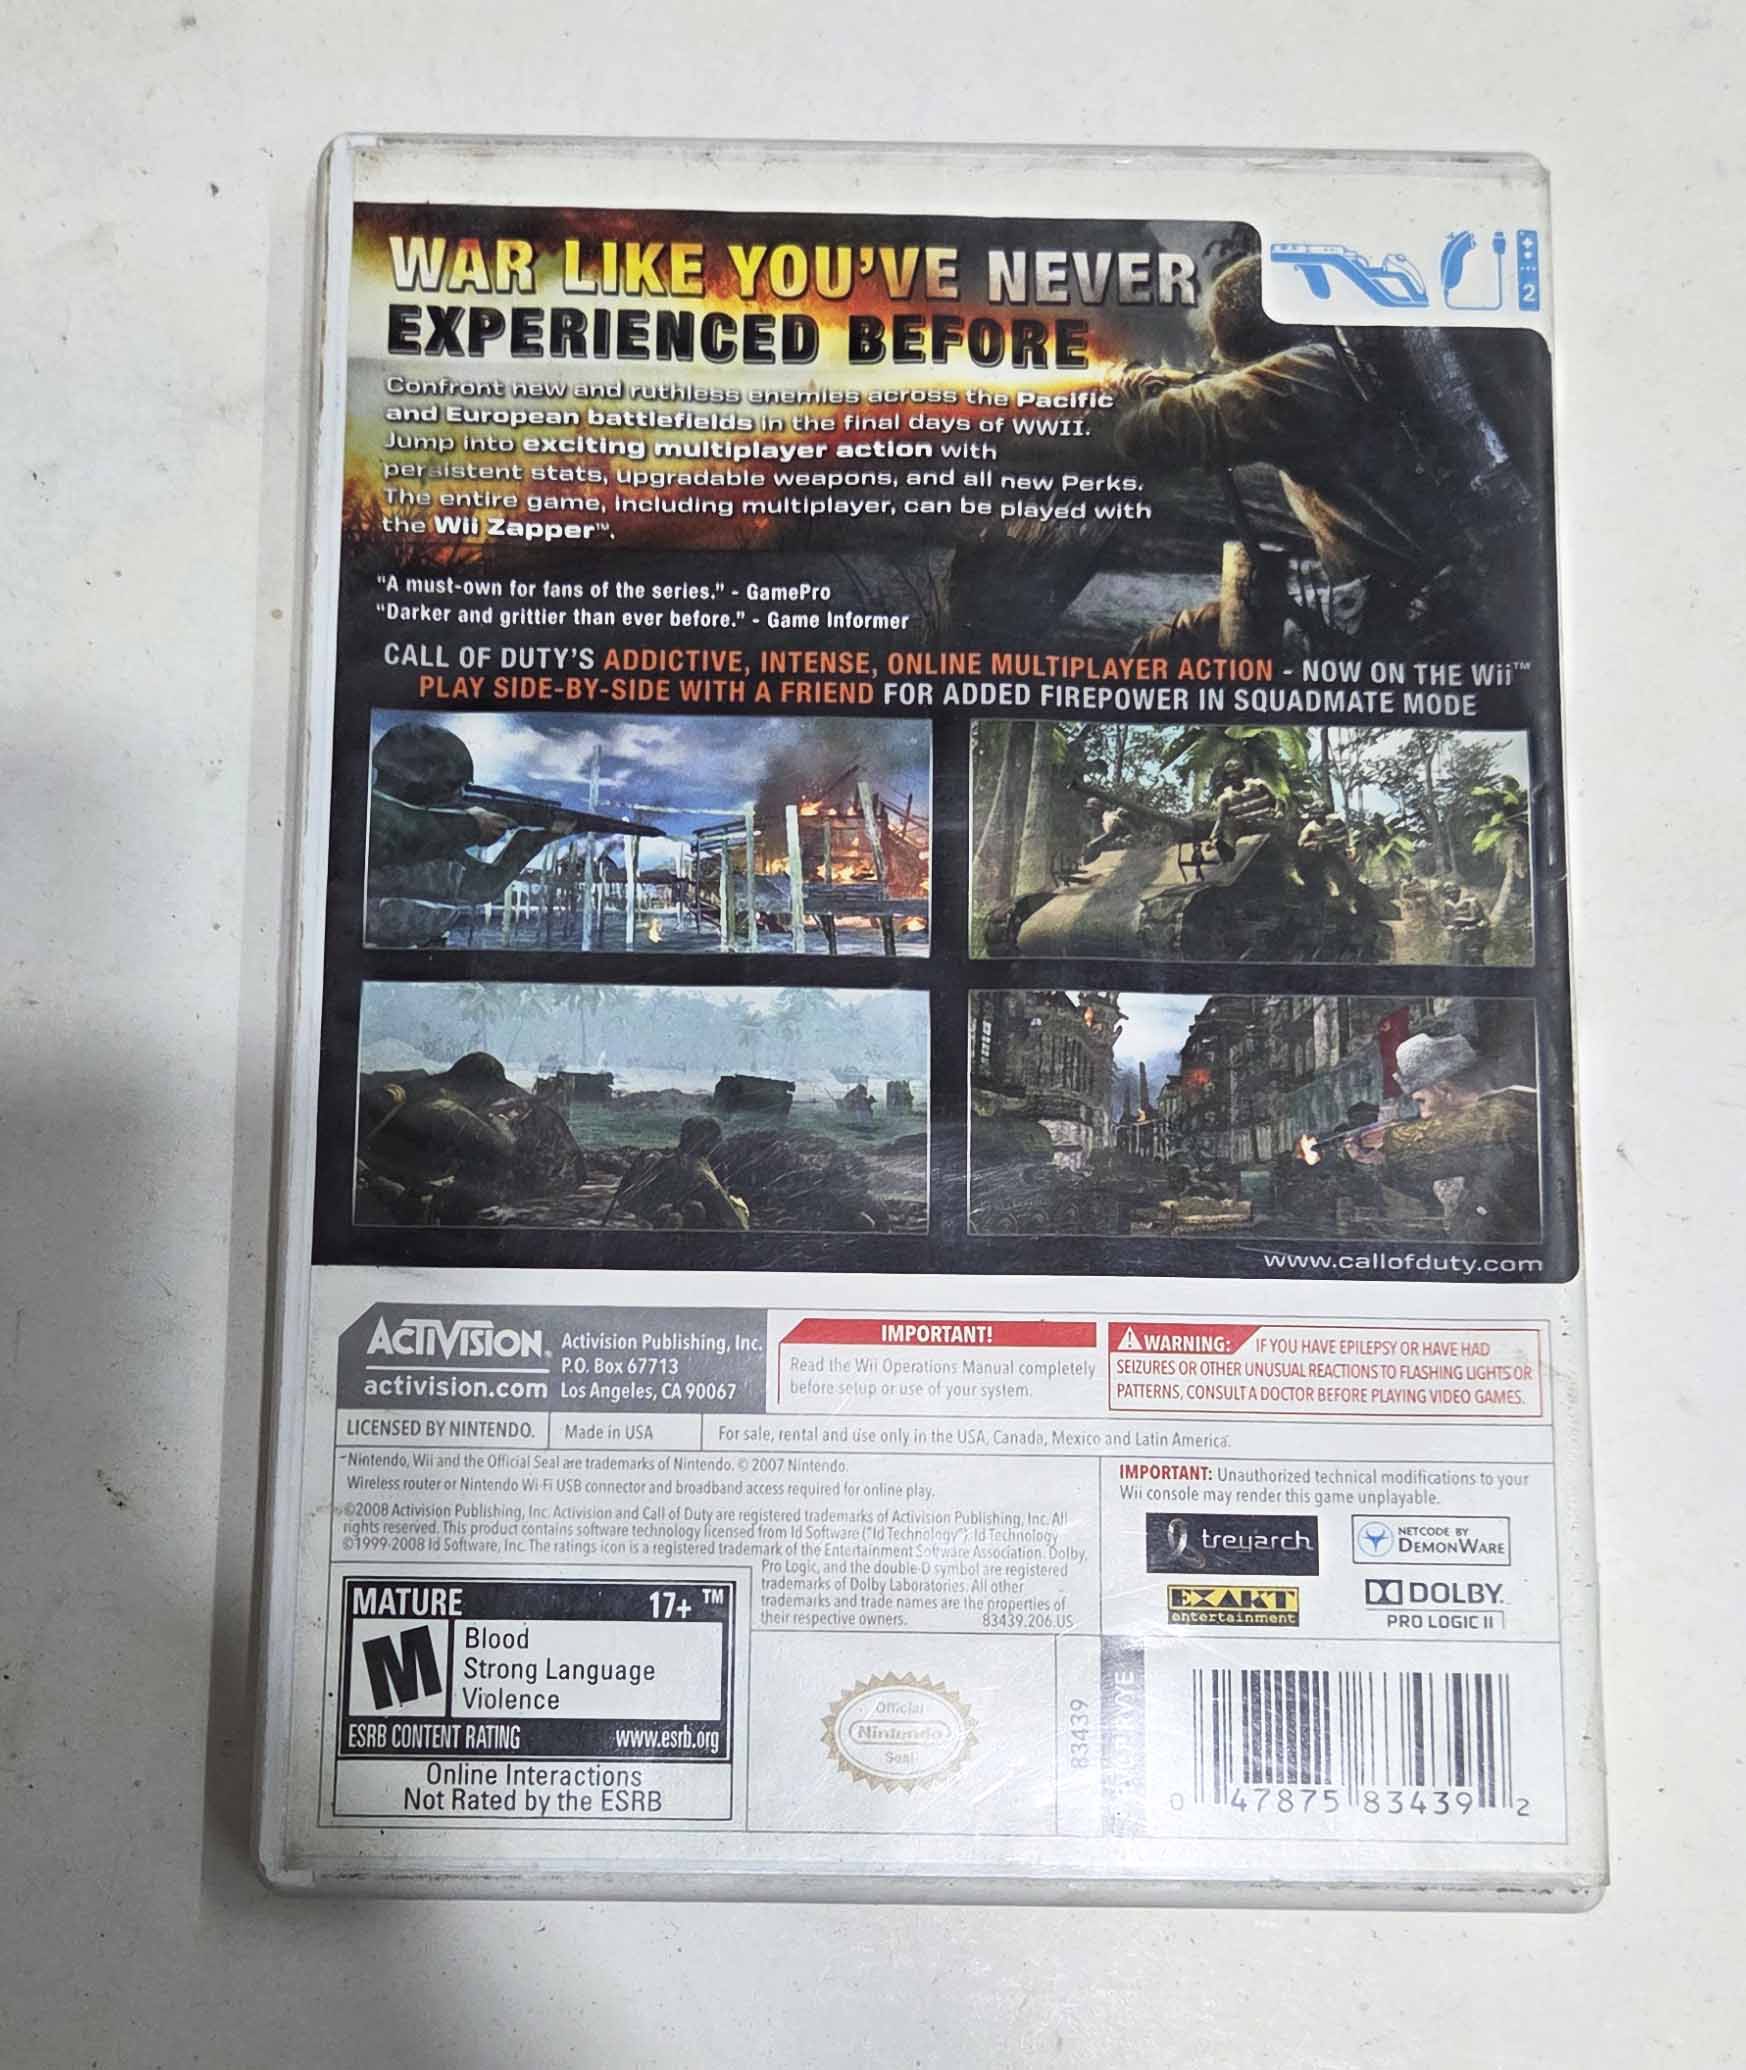 2
WAR LIKE YOU'VE NEVER
EXPERIENCED BEFORE
Confront new and ruthless enemies across the Pacific
and European battlefields in the final days of WWII.
Jump into exciting multiplayer action with
persistent stats, upgradable weapons, and all new Perks.
The entire game, including multiplayer, can be played with
the Wii Zapper™.
"A must-own for fans of the series." - GamePro
"Darker and grittier than ever before." - Game Informer
CALL OF DUTY'S ADDICTIVE, INTENSE, ONLINE MULTIPLAYER ACTION - NOW ON THE Wii™
PLAY SIDE-BY-SIDE WITH A FRIEND FOR ADDED FIREPOWER IN SQUADMATE MODE
www.callofduty.com
ACTIVISION®
activision.com
Activision Publishing, Inc.
P.O. Box 67713
Los Angeles, CA 90067
IMPORTANT!
Read the Wii Operations Manual completely
before setup or use of your system.
WARNING: IF YOU HAVE EPILEPSY OR HAVE HAD
SEIZURES OR OTHER UNUSUAL REACTIONS TO FLASHING LIGHTS OR
PATTERNS, CONSULT A DOCTOR BEFORE PLAYING VIDEO GAMES.
LICENSED BY NINTENDO.
Made in USA
For sale, rental and use only in the USA, Canada, Mexico and Latin America.
Nintendo, Wii and the Official Seal are trademarks of Nintendo. © 2007 Nintendo.
Wireless router or Nintendo Wi-Fi USB connector and broadband access required for online play.
©2008 Activision Publishing, Inc. Activision and Call of Duty are registered trademarks of Activision Publishing, Inc. All
rights reserved. This product contains software technology licensed from Id Software ("Id Technology"). Id Technology
©1999-2008 Id Software, Inc. The ratings icon is a registered trademark of the Entertainment Software Association. Dolby,
Pro Logic, and the double-D symbol are registered
trademarks of Dolby Laboratories. All other
trademarks and trade names are the properties of
their respective owners. 83439.206.US
IMPORTANT: Unauthorized technical modifications to your
Wii console may render this game unplayable.
treyarch
NETCODE BY
DEMONWARE
EXAKT
entertainment
DOLBY.
PRO LOGIC II
MATURE 17+ ™
M
Blood
Strong Language
Violence
ESRB CONTENT RATING www.esrb.org
Online Interactions
Not Rated by the ESRB
Official
Nintendo
Seal
83439
0 47875 83439 2